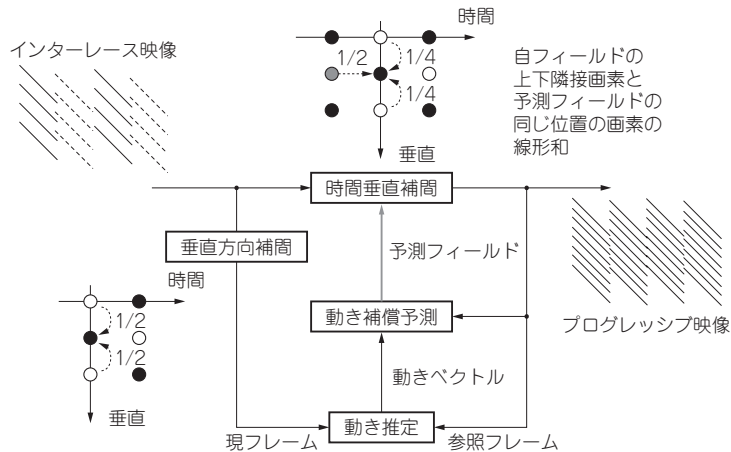 時間
インターレース映像
1/2
1/4
1/4
自フィールドの
上下隣接画素と
予測フィールドの
同じ位置の画素の
線形和
垂直
時間垂直補間
垂直方向補間
予測フィールド
時間
1/2
1/2
動き補償予測
プログレッシブ映像
動きベクトル
垂直
動き推定
現フレーム
参照フレーム